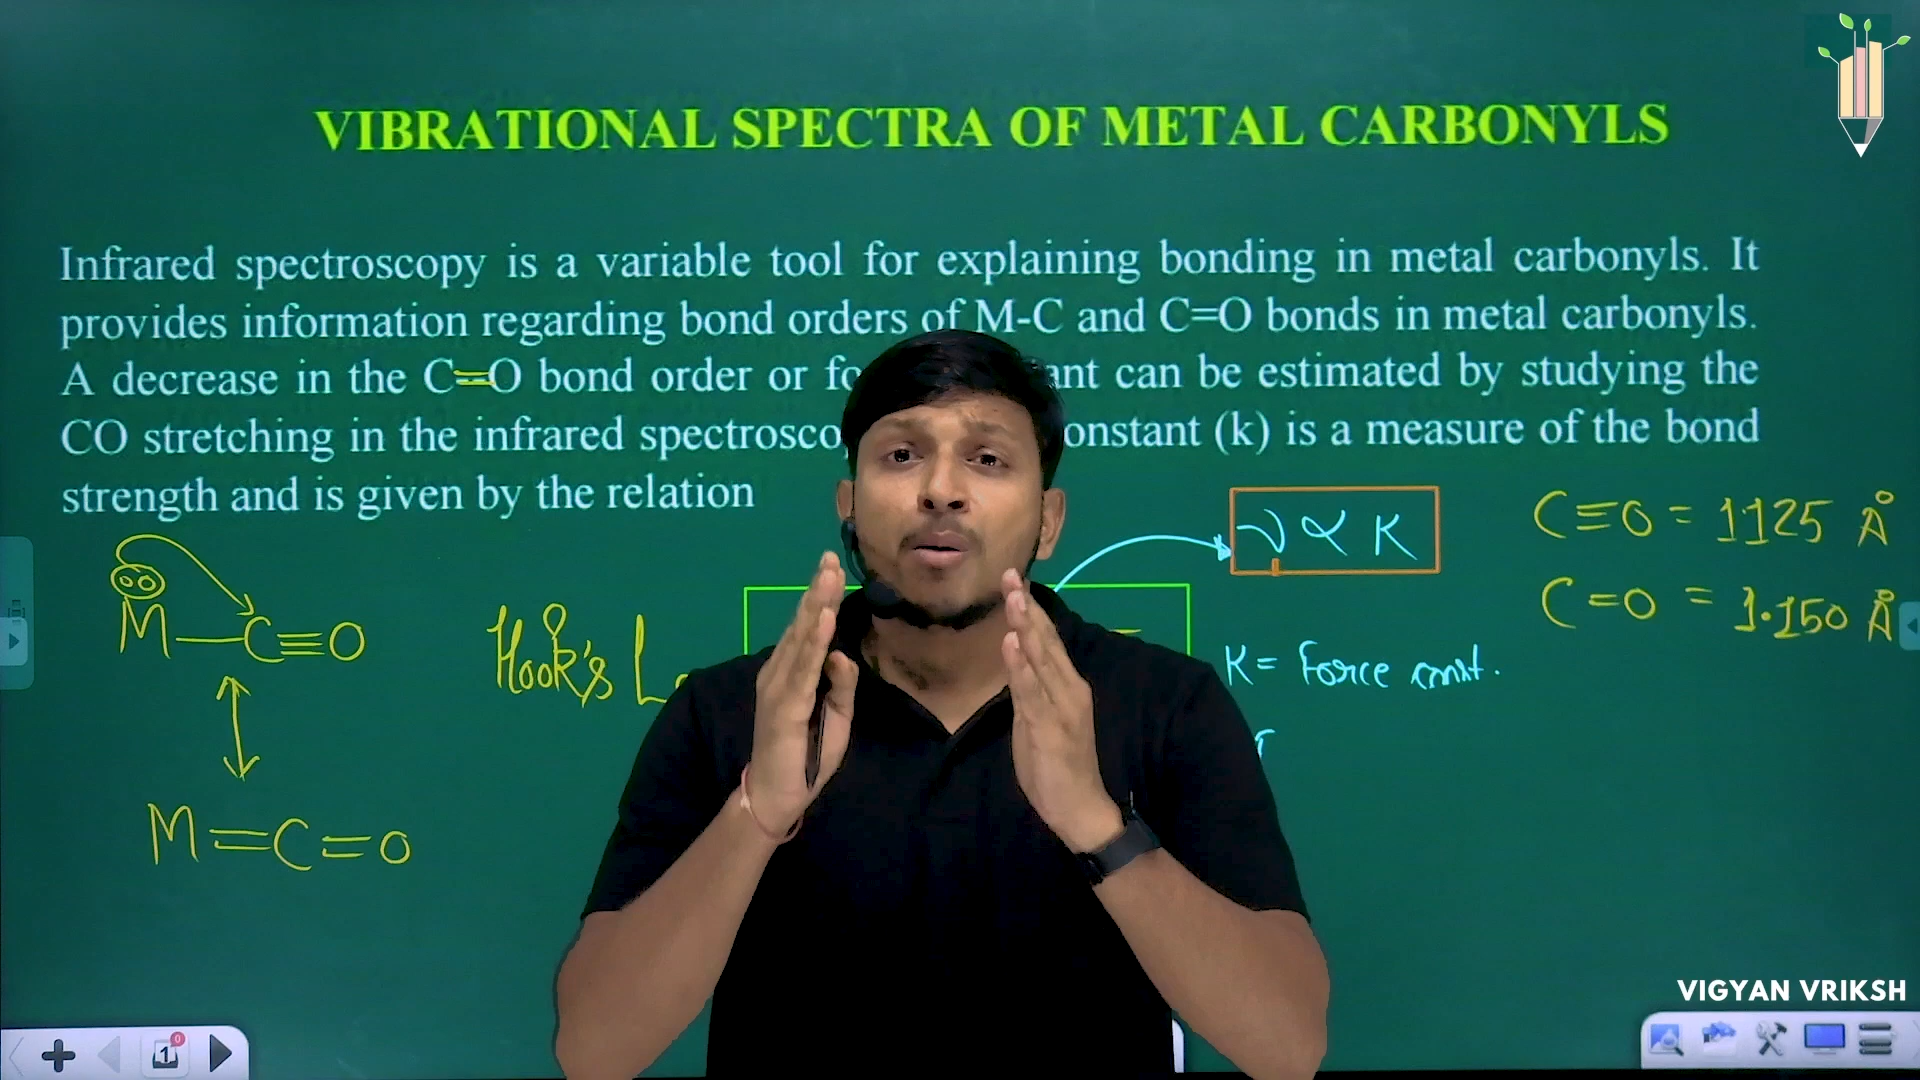 VIBRATIONAL SPECTRA OF METAL CARBONYLS
Infrared spectroscopy is a variable tool for explaining bonding in metal carbonyls. It
provides information regarding bond orders of M-C and C=O bonds in metal carbonyls.
A decrease in the C=O bond order or fo ant can be estimated by studying the
CO stretching in the infrared spectrosco onstant (k) is a measure of the bond
strength and is given by the relation
ν ∝ K
C≡O = 1125 Å
C=O = 1.150 Å
M—C≡O
Hook's
K = Force const.
M=C=O
VIGYAN VRIKSH
1
0